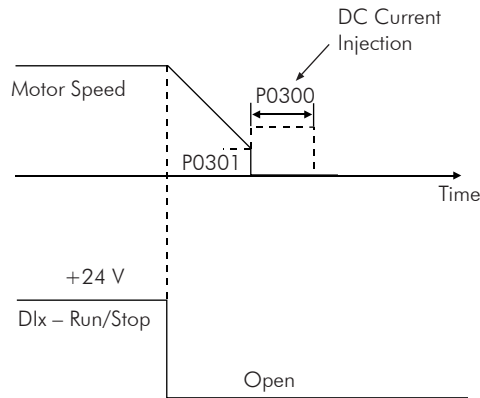 DC Current
Injection
Motor Speed
P0300
P0301
Time
+24 V
DIx – Run/Stop
Open